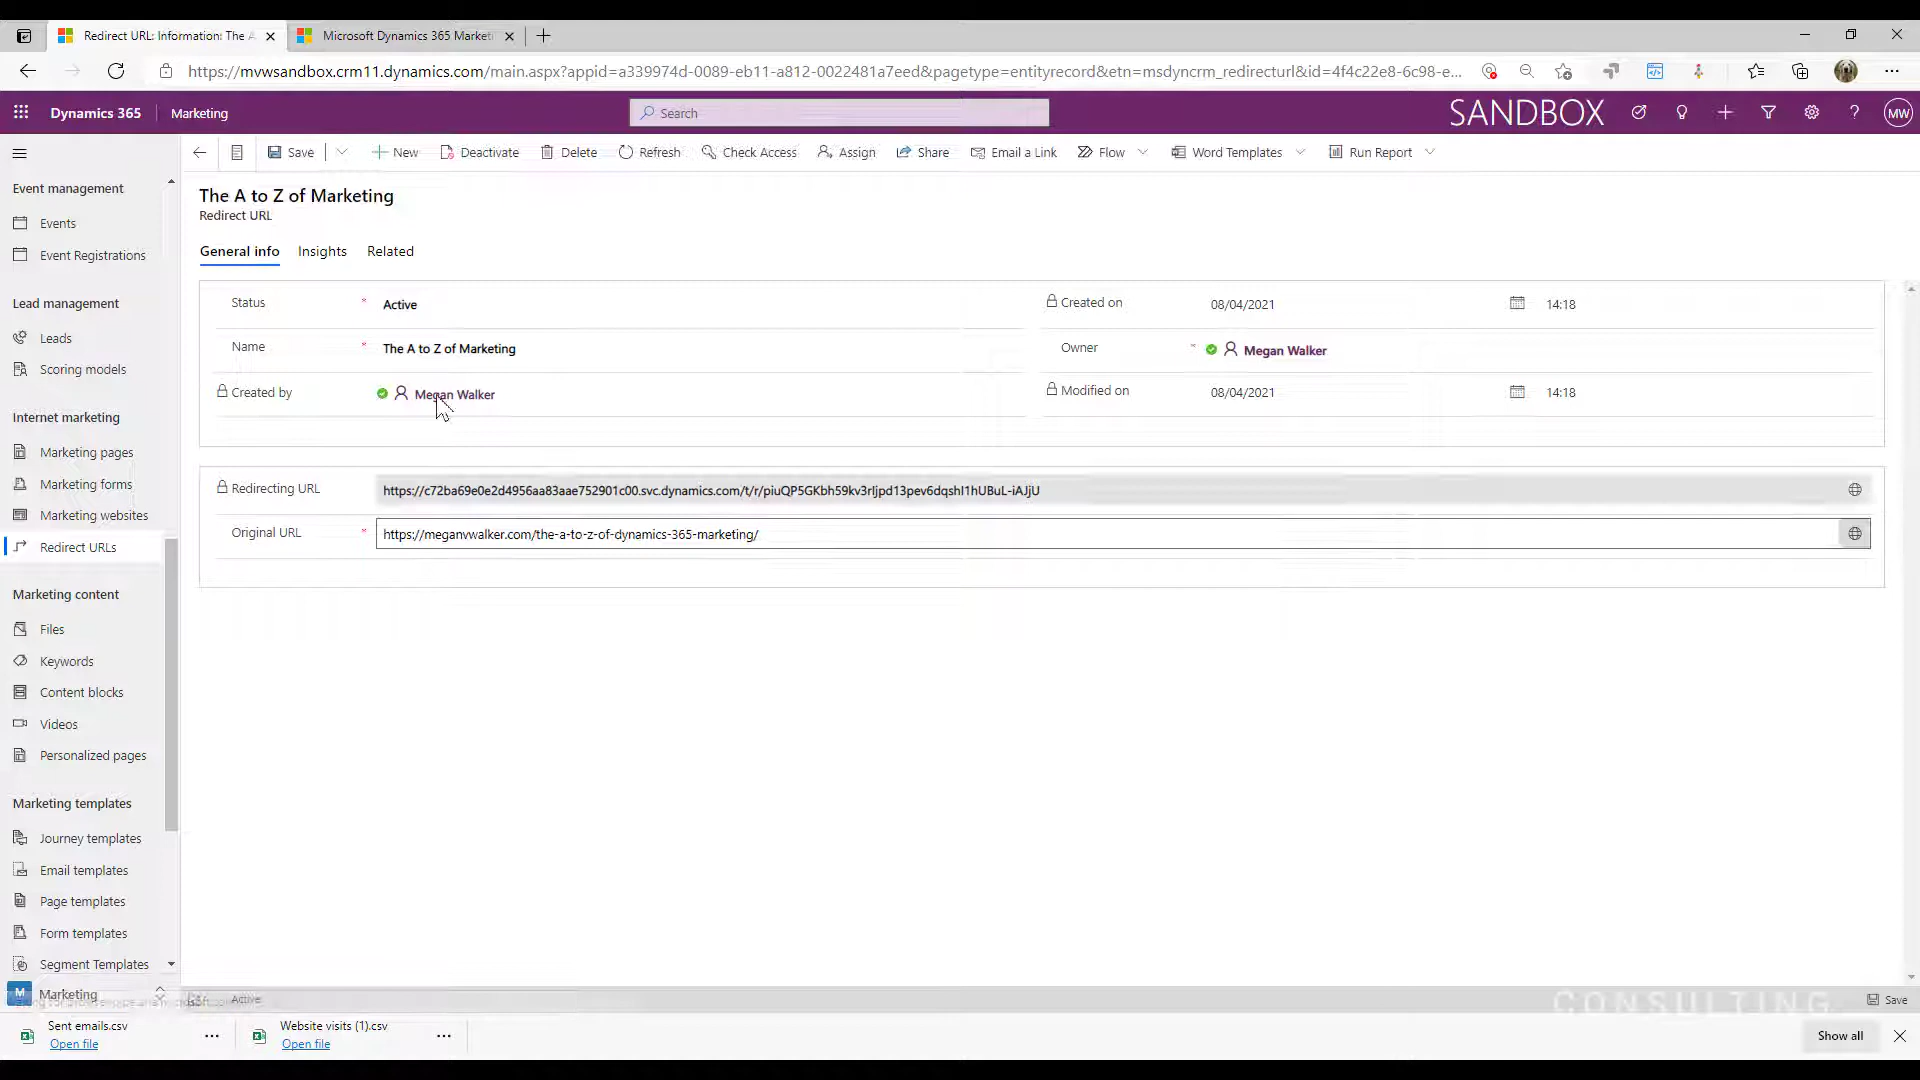 Redirect URL: Information: The A
Microsoft Dynamics 365 Marketi
https://mvwsandbox.crm11.dynamics.com/main.aspx?appid=a339974d-0089-eb11-a812-0022481a7eed&pagetype=entityrecord&etn=msdyncrm_redirecturl&id=4f4c22e8-6c98-e...
Dynamics 365
Marketing
Search
SANDBOX
MW
Save
New
Deactivate
Delete
Refresh
Check Access
Assign
Share
Email a Link
Flow
Word Templates
Run Report
Event management
Events
Event Registrations
Lead management
Leads
Scoring models
Internet marketing
Marketing pages
Marketing forms
Marketing websites
Redirect URLs
Marketing content
Files
Keywords
Content blocks
Videos
Personalized pages
Marketing templates
Journey templates
Email templates
Page templates
Form templates
Segment Templates
M Marketing
The A to Z of Marketing
Redirect URL
General info
Insights
Related
Status * Active
Created on 08/04/2021 14:18
Name * The A to Z of Marketing
Owner * Megan Walker
Created by Megan Walker
Modified on 08/04/2021 14:18
Redirecting URL https://c72ba69e0e2d4956aa83aae752901c00.svc.dynamics.com/t/r/piuQP5GKbh59kv3rIjpd13pev6dqshI1hUBuL-iAJjU
Original URL * https://meganvwalker.com/the-a-to-z-of-dynamics-365-marketing/
Active
CONSULTING
Save
Sent emails.csv
Open file
Website visits (1).csv
Open file
Show all